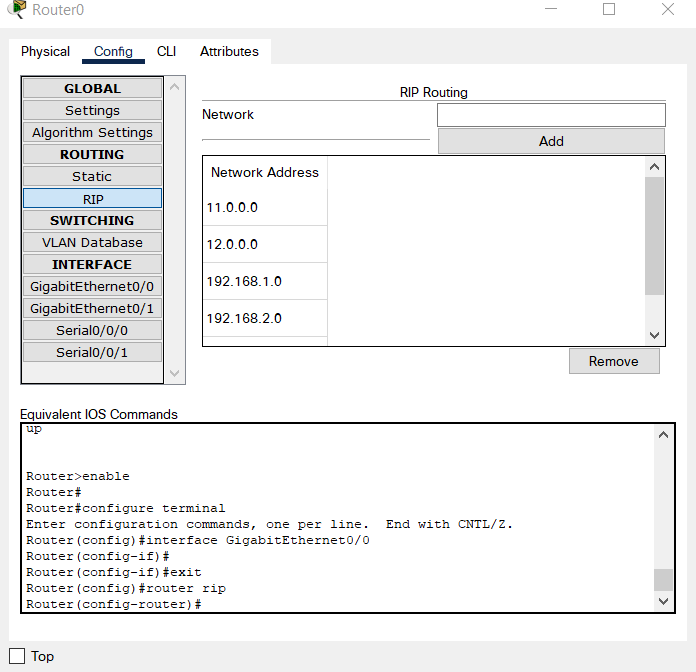 Router0
Physical Config CLI Attributes
GLOBAL
Settings
Algorithm Settings
ROUTING
Static
RIP
SWITCHING
VLAN Database
INTERFACE
GigabitEthernet0/0
GigabitEthernet0/1
Serial0/0/0
Serial0/0/1
RIP Routing
Network
Add
Network Address
11.0.0.0
12.0.0.0
192.168.1.0
192.168.2.0
Remove
Equivalent IOS Commands
up
Router>enable
Router#
Router#configure terminal
Enter configuration commands, one per line.  End with CNTL/Z.
Router(config)#interface GigabitEthernet0/0
Router(config-if)#
Router(config-if)#exit
Router(config)#router rip
Router(config-router)#
Top